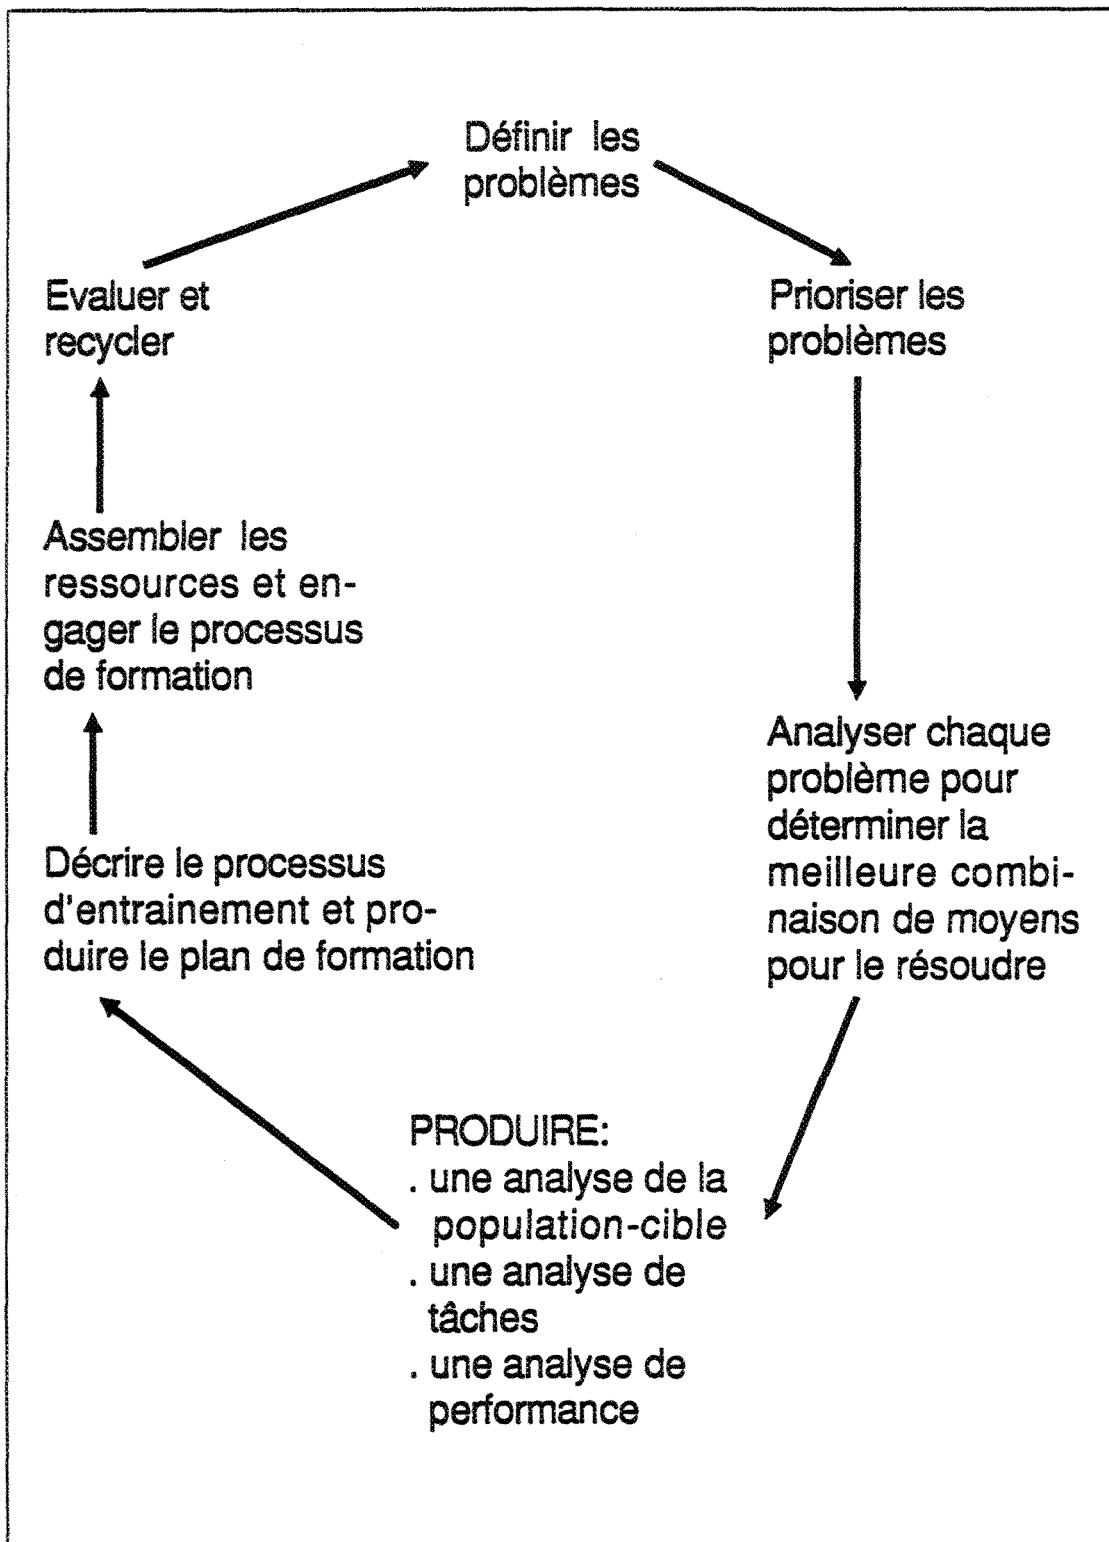 Définir les
problèmes
Prioriser les
problèmes
Analyser chaque
problème pour
déterminer la
meilleure combi-
naison de moyens
pour le résoudre
PRODUIRE:
. une analyse de la
population-cible
. une analyse de
tâches
. une analyse de
performance
Décrire le processus
d'entrainement et pro-
duire le plan de formation
Assembler les
ressources et en-
gager le processus
de formation
Evaluer et
recycler